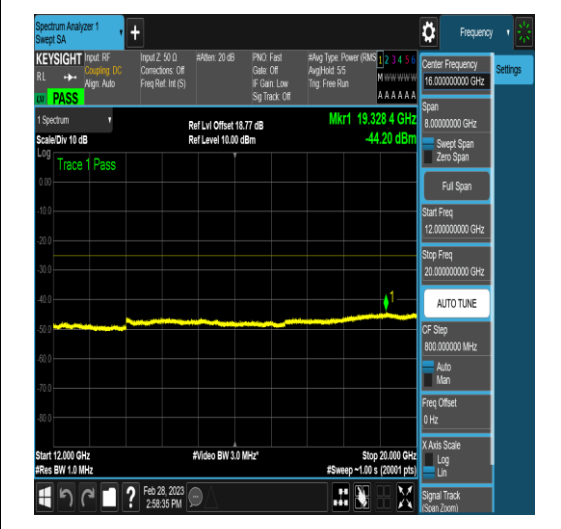 Spectrum Analyzer 1
Swept SA
+
Frequency
KEYSIGHT
RL
PASS
Input: RF
Coupling: DC
Align: Auto
Input Z: 50 Ω
Corrections: Off
Freq Ref: Int (S)
#Atten: 20 dB
PNO: Fast
Gate: Off
IF Gain: Low
Sig Track: Off
#Avg Type: Power (RMS
Avg|Hold: 5/5
Trig: Free Run
1 2 3 4 5 6
M W W W W W
A A A A A A
1 Spectrum
Scale/Div 10 dB
Ref Lvl Offset 18.77 dB
Ref Level 10.00 dBm
Mkr1 19.328 4 GHz
-44.20 dBm
Log
Trace 1 Pass
0.00
-10.0
-20.0
-30.0
-40.0
-50.0
-60.0
-70.0
-80.0
1
Start 12.000 GHz
#Res BW 1.0 MHz
#Video BW 3.0 MHz*
Stop 20.000 GHz
#Sweep ~1.00 s (20001 pts)
Feb 28, 2023
2:58:35 PM
Center Frequency
16.000000000 GHz
Settings
Span
8.00000000 GHz
Swept Span
Zero Span
Full Span
Start Freq
12.000000000 GHz
Stop Freq
20.000000000 GHz
AUTO TUNE
CF Step
800.000000 MHz
Auto
Man
Freq Offset
0 Hz
X Axis Scale
Log
Lin
Signal Track
(Span Zoom)